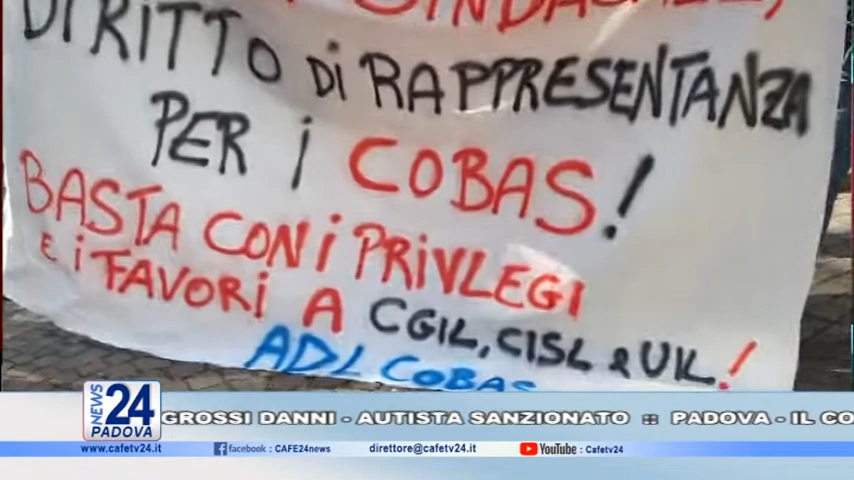 SINDACALE,
DIRITTO Di RAPPRESENTANZA
PER i COBAS!
BASTA CON i PRiVLEGI
E i FAVORi A CGIL, CISL e UIL!
ADL COBAS
NEWS 24 PADOVA
GROSSI DANNI - AUTISTA SANZIONATO :: PADOVA - IL CO
www.cafetv24.it facebook : CAFE24news direttore@cafetv24.it YouTube : Cafetv24